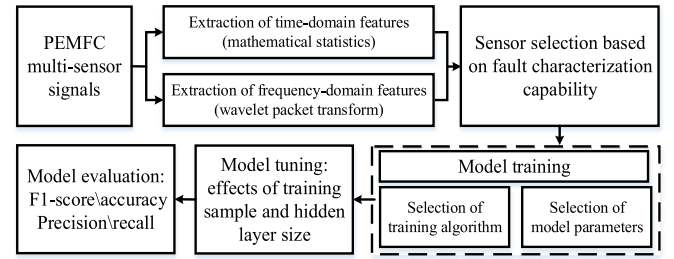 PEMFC
multi-sensor
signals
Extraction of time-domain features
(mathematical statistics)
Extraction of frequency-domain features
(wavelet packet transform)
Sensor selection based
on fault characterization
capability
Model training
Selection of
training algorithm
Selection of
model parameters
Model tuning:
effects of training
sample and hidden
layer size
Model evaluation:
F1-score\accuracy
Precision\recall